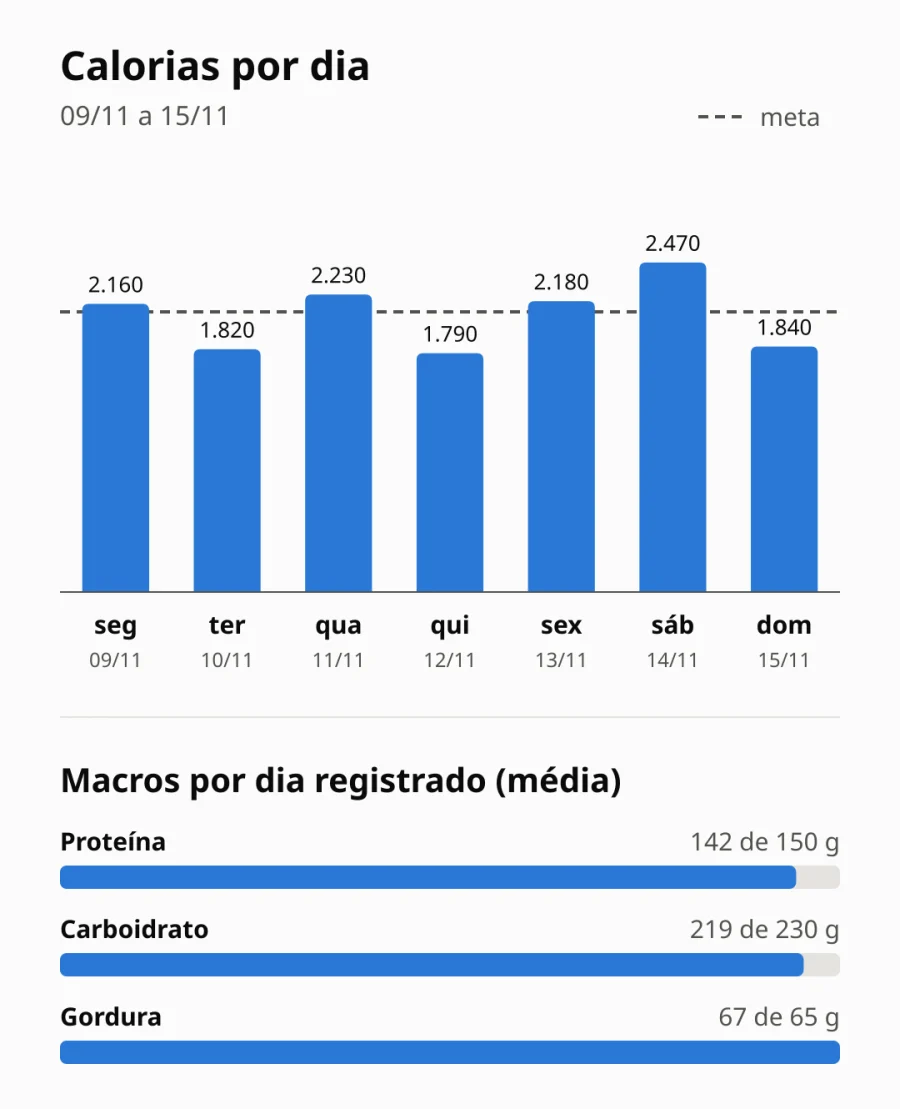 Calorias por dia
09/11 a 15/11
meta
2.160
1.820
2.230
1.790
2.180
2.470
1.840
seg ter qua qui sex sáb dom
09/11 10/11 11/11 12/11 13/11 14/11 15/11
Macros por dia registrado (média)
Proteína 142 de 150 g
Carboidrato 219 de 230 g
Gordura 67 de 65 g